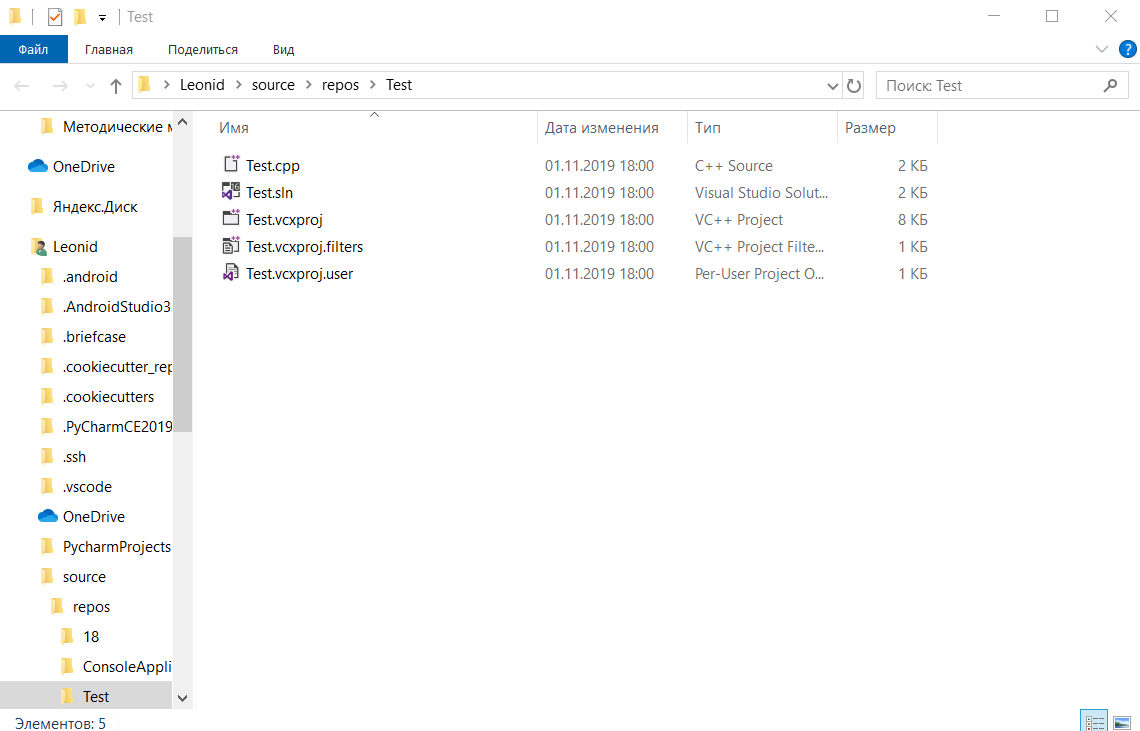 Test
Файл Главная Поделиться Вид ?
Leonid source repos Test Поиск: Test
Методические м
OneDrive
Яндекс.Диск
Leonid
.android
.AndroidStudio3
.briefcase
.cookiecutter_rep
.cookiecutters
.PyCharmCE2019
.ssh
.vscode
OneDrive
PycharmProjects
source
repos
18
ConsoleAppli
Test
Имя Дата изменения Тип Размер
Test.cpp 01.11.2019 18:00 C++ Source 2 КБ
Test.sln 01.11.2019 18:00 Visual Studio Solut... 2 КБ
Test.vcxproj 01.11.2019 18:00 VC++ Project 8 КБ
Test.vcxproj.filters 01.11.2019 18:00 VC++ Project Filte... 1 КБ
Test.vcxproj.user 01.11.2019 18:00 Per-User Project O... 1 КБ
Элементов: 5